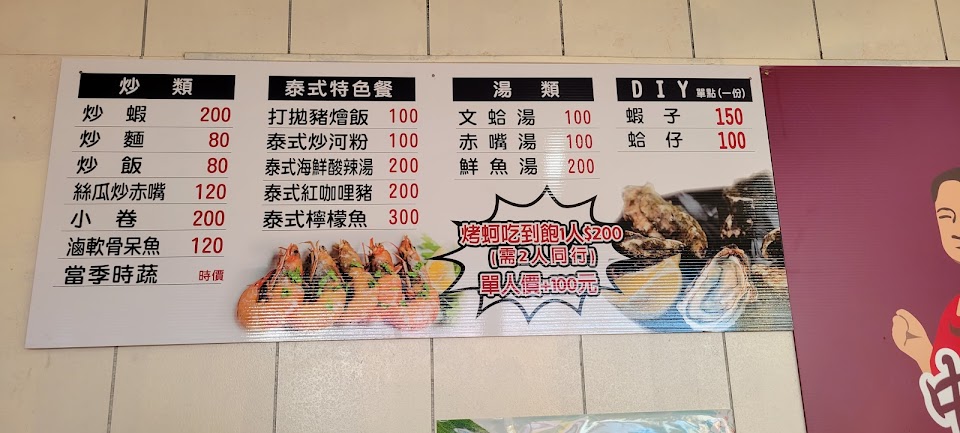 炒類
炒蝦 200
炒麵 80
炒飯 80
絲瓜炒赤嘴 120
小卷 200
滷軟骨呆魚 120
當季時蔬 時價
泰式特色餐
打拋豬燴飯 100
泰式炒河粉 100
泰式海鮮酸辣湯 200
泰式紅咖哩豬 200
泰式檸檬魚 300
湯類
文蛤湯 100
赤嘴湯 100
鮮魚湯 200
DIY 單點(一份)
蝦子 150
蛤仔 100
烤蚵吃到飽1人$200
(需2人同行)
單人價+100元